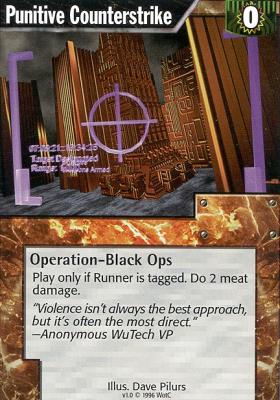 Punitive Counterstrike
0
Target Designated
Operation–Black Ops
Play only if Runner is tagged. Do 2 meat
damage.
“Violence isn’t always the best approach,
but it’s often the most direct.”
—Anonymous WuTech VP
Illus. Dave Pilurs
v1.0 © 1996 WotC